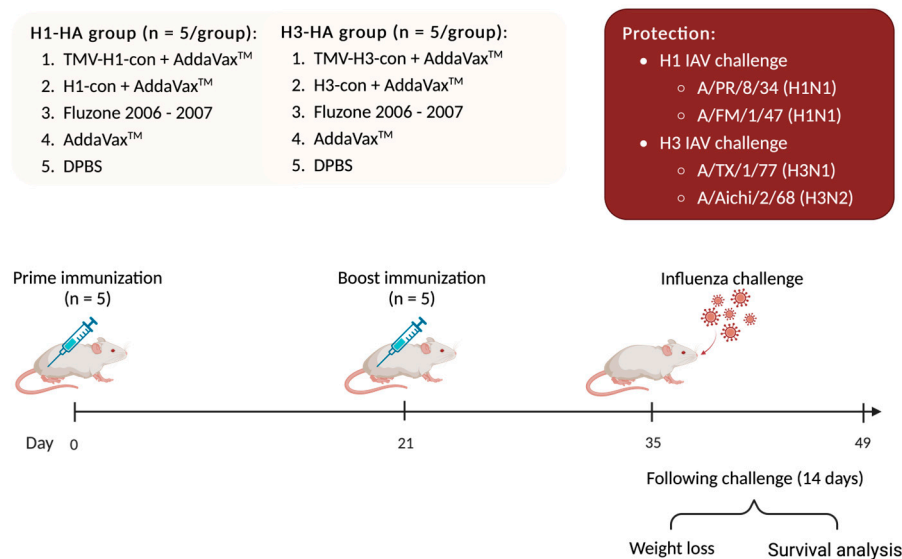 H1-HA group (n = 5/group):
1. TMV-H1-con + AddaVax™
2. H1-con + AddaVax™
3. Fluzone 2006 - 2007
4. AddaVax™
5. DPBS
H3-HA group (n = 5/group):
1. TMV-H3-con + AddaVax™
2. H3-con + AddaVax™
3. Fluzone 2006 - 2007
4. AddaVax™
5. DPBS
Protection:
• H1 IAV challenge
○ A/PR/8/34 (H1N1)
○ A/FM/1/47 (H1N1)
• H3 IAV challenge
○ A/TX/1/77 (H3N1)
○ A/Aichi/2/68 (H3N2)
Prime immunization
(n = 5)
Boost immunization
(n = 5)
Influenza challenge
Day 0 21 35 49
Following challenge (14 days)
Weight loss Survival analysis